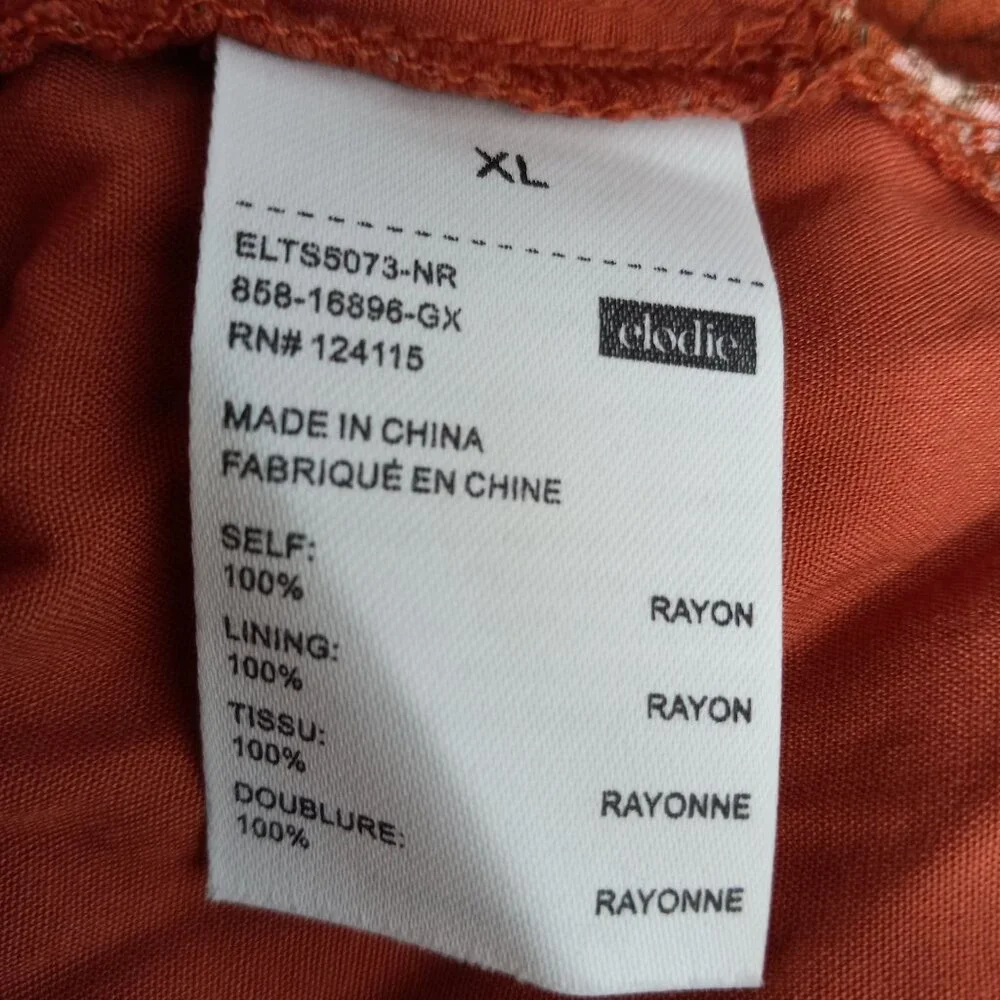 XL
ELTS5073-NR
858-16896-GX
elodie
RN# 124115
MADE IN CHINA
FABRIQUÉ EN CHINE
SELF:
100% RAYON
LINING:
100% RAYON
TISSU:
100% RAYONNE
DOUBLURE:
100% RAYONNE